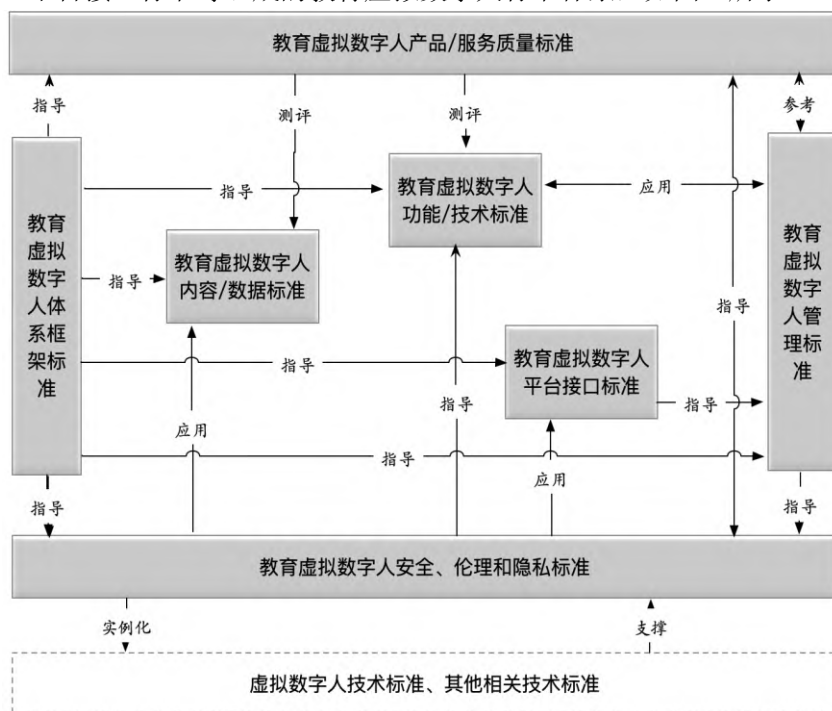 教育虚拟数字人产品/服务质量标准
指导
测评
测评
参考
教育
虚拟
数字
人体
系框
架标
准
指导
教育虚拟数字人
功能/技术标准
应用
教育
虚拟
数字
人管
理标
准
指导
教育虚拟数字人
内容/数据标准
指导
指导
教育虚拟数字人
平台接口标准
指导
指导
应用
指导
应用
指导
指导
教育虚拟数字人安全、伦理和隐私标准
实例化
支撑
虚拟数字人技术标准、其他相关技术标准